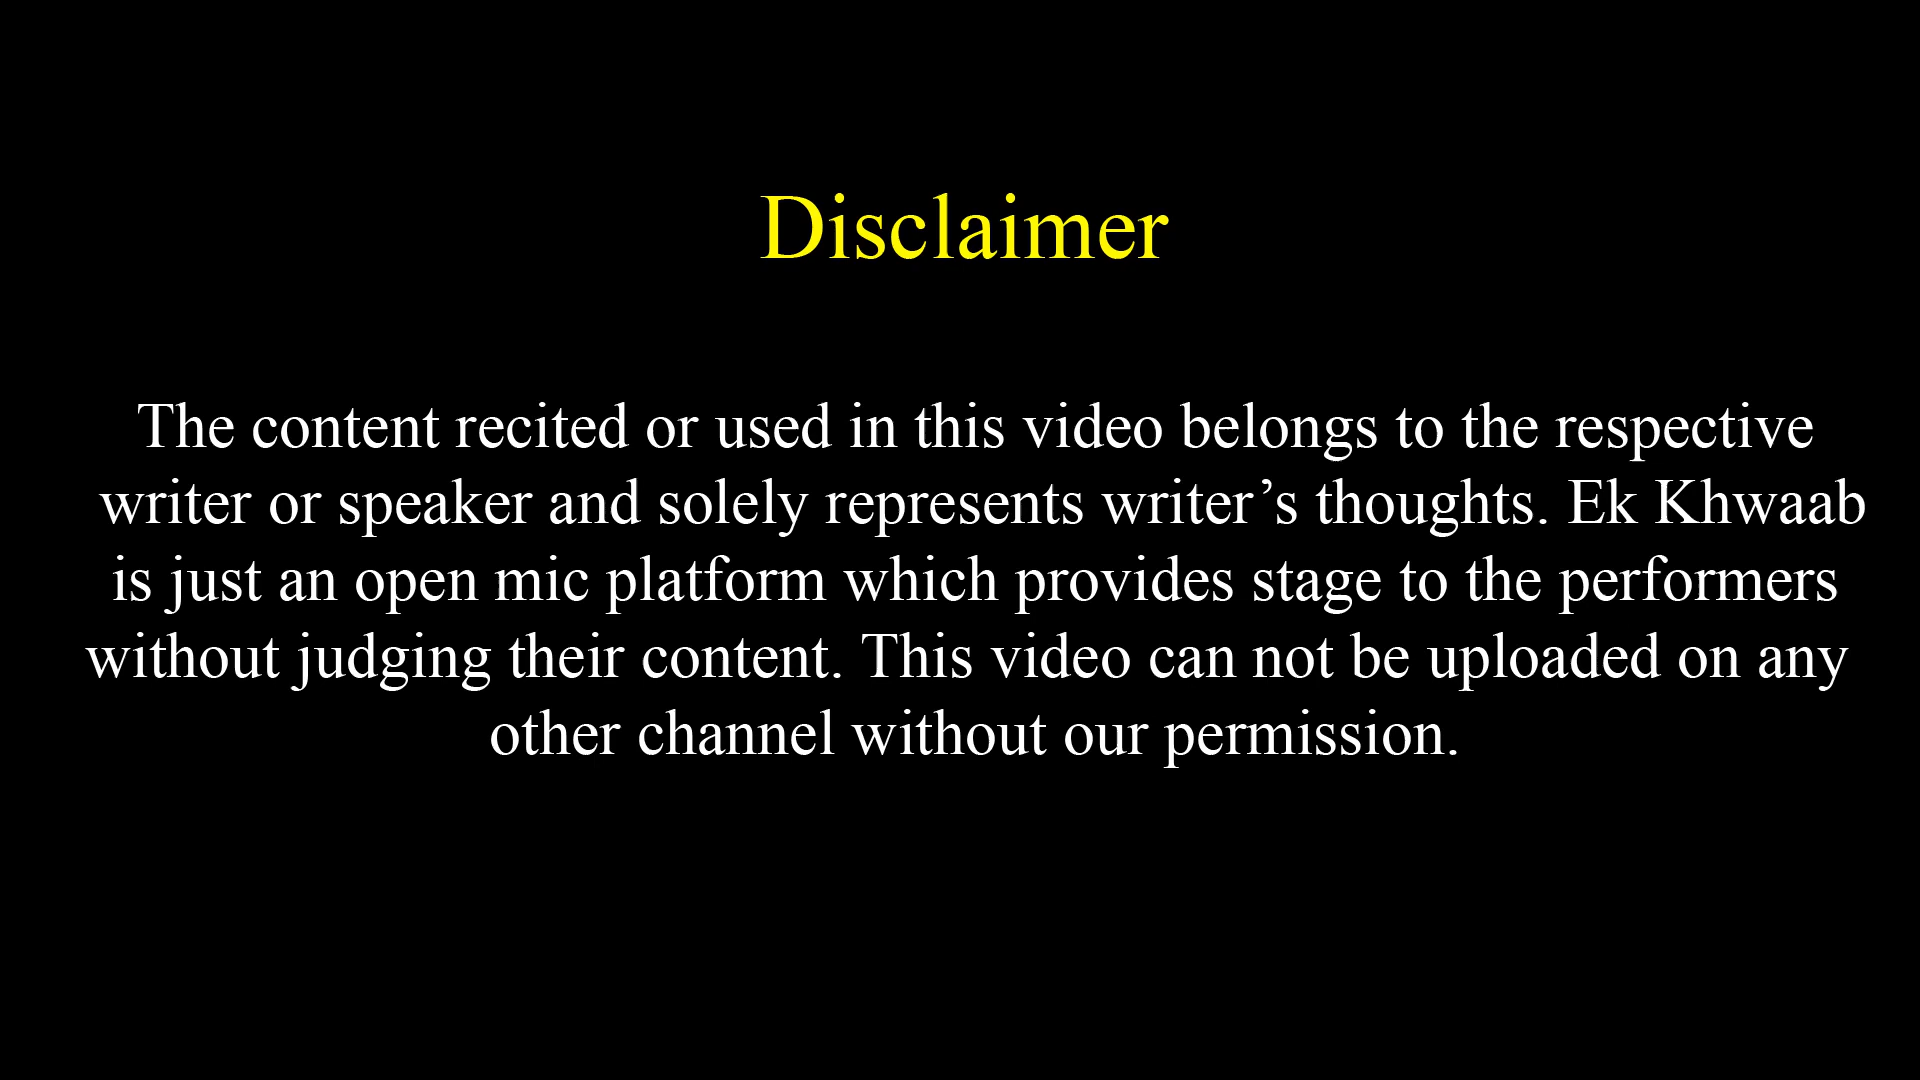 Disclaimer
The content recited or used in this video belongs to the respective
writer or speaker and solely represents writer’s thoughts. Ek Khwaab
is just an open mic platform which provides stage to the performers
without judging their content. This video can not be uploaded on any
other channel without our permission.